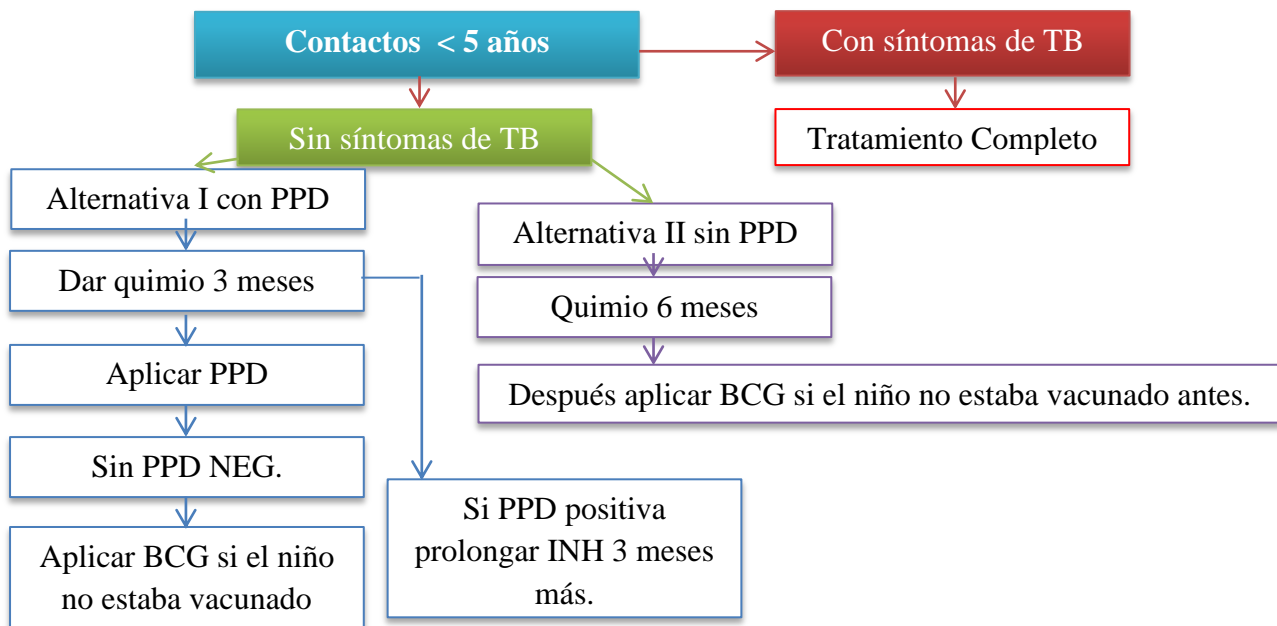 Contactos < 5 años
Con síntomas de TB
Sin síntomas de TB
Tratamiento Completo
Alternativa I con PPD
Alternativa II sin PPD
Dar quimio 3 meses
Quimio 6 meses
Aplicar PPD
Después aplicar BCG si el niño no estaba vacunado antes.
Sin PPD NEG.
Si PPD positiva
prolongar INH 3 meses
más.
Aplicar BCG si el niño
no estaba vacunado